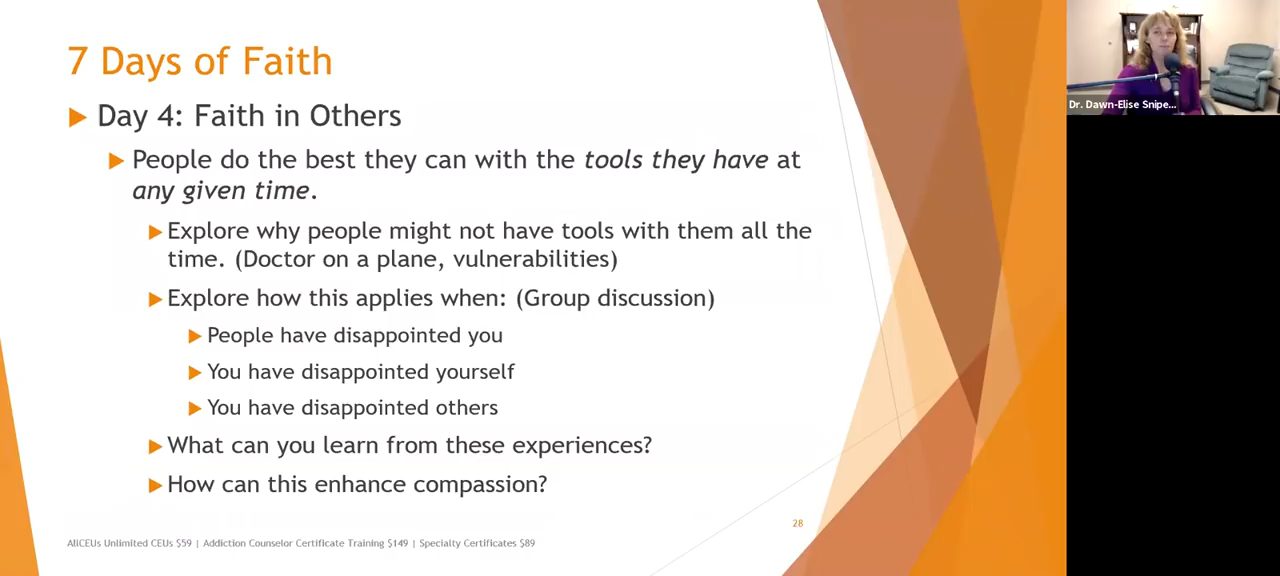 7 Days of Faith
Day 4: Faith in Others
People do the best they can with the tools they have at
any given time.
Explore why people might not have tools with them all the
time. (Doctor on a plane, vulnerabilities)
Explore how this applies when: (Group discussion)
People have disappointed you
You have disappointed yourself
You have disappointed others
What can you learn from these experiences?
How can this enhance compassion?
28
AllCEUs Unlimited CEUs $59 | Addiction Counselor Certificate Training $149 | Specialty Certificates $89
Dr. Dawn-Elise Snipe...